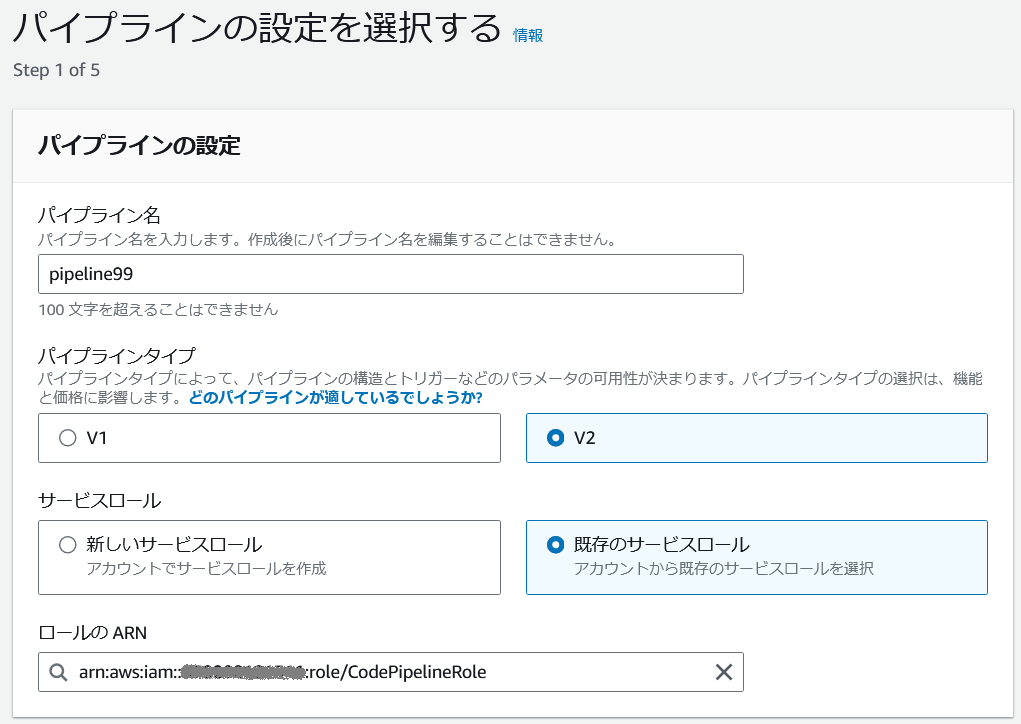 パイプラインの設定を選択する 情報
Step 1 of 5
パイプラインの設定
パイプライン名
パイプライン名を入力します。作成後にパイプライン名を編集することはできません。
pipeline99
100 文字を超えることはできません
パイプラインタイプ
パイプラインタイプによって、パイプラインの構造とトリガーなどのパラメータの可用性が決まります。パイプラインタイプの選択は、機能
と価格に影響します。どのパイプラインが適しているでしょうか?
V1 V2
サービスロール
新しいサービスロール 既存のサービスロール
アカウントでサービスロールを作成 アカウントから既存のサービスロールを選択
ロールの ARN
arn:aws:iam:: :role/CodePipelineRole